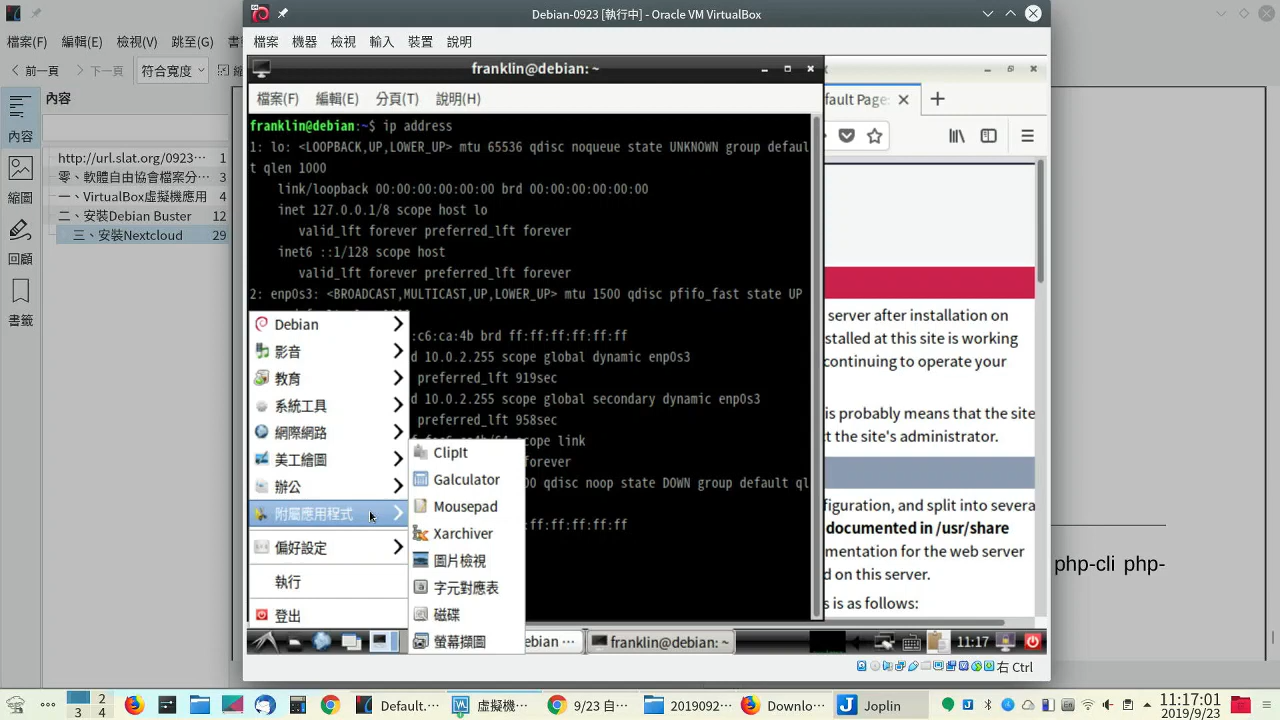 Debian-0923 [執行中] - Oracle VM VirtualBox
檔案(F) 編輯(E) 檢視(V) 跳至(G)
檔案 機器 檢視 輸入 裝置 說明
前一頁 下一頁 符合寬度
內容
內容
縮圖
回顧
書籤
http://url.slat.org/0923… 1
零、軟體自由協會檔案分… 3
一、VirtualBox虛擬機應用 4
二、安裝Debian Buster 12
三、安裝Nextcloud 29
franklin@debian: ~
檔案(F) 編輯(E) 分頁(T) 說明(H)
franklin@debian:~$ ip address
1: lo: <LOOPBACK,UP,LOWER_UP> mtu 65536 qdisc noqueue state UNKNOWN group defaul
t qlen 1000
link/loopback 00:00:00:00:00:00 brd 00:00:00:00:00:00
inet 127.0.0.1/8 scope host lo
valid_lft forever preferred_lft forever
inet6 ::1/128 scope host
valid_lft forever preferred_lft forever
2: enp0s3: <BROADCAST,MULTICAST,UP,LOWER_UP> mtu 1500 qdisc pfifo_fast state UP
:c6:ca:4b brd ff:ff:ff:ff:ff:ff
d 10.0.2.255 scope global dynamic enp0s3
preferred_lft 919sec
d 10.0.2.255 scope global secondary dynamic enp0s3
preferred_lft 958sec
scope link
forever
00 qdisc noop state DOWN group default ql
ff:ff:ff:ff:ff:ff
Debian
影音
教育
系統工具
網際網路
美工繪圖
辦公
附屬應用程式
偏好設定
執行
登出
ClipIt
Galculator
Mousepad
Xarchiver
圖片檢視
字元對應表
磁碟
螢幕擷圖
fault Page:
server after installation on
stalled at this site is working
continuing to operate your
is probably means that the site
t the site's administrator.
figuration, and split into severa
documented in /usr/share
mentation for the web server
d on this server.
s is as follows:
php-cli php-
ebian ··· franklin@debian: ~ 11:17
右 Ctrl
3 2 4 Default.… 虛擬機… 9/23 自… 2019092… Downlo… Joplin 11:17:01
2019/9/23